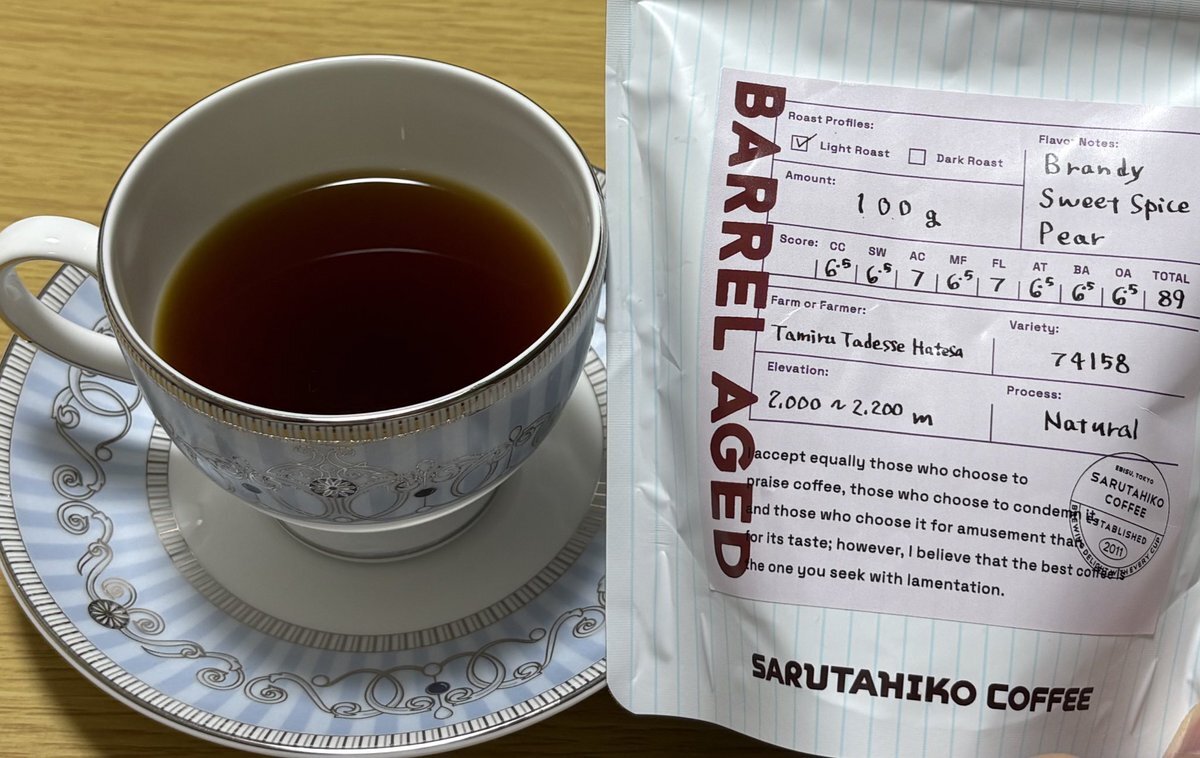 BARREL AGED
Roast Profiles:
Light Roast
Dark Roast
Flavor Notes:
Brandy
Sweet Spice
Pear
Amount:
100g
Score: CC SW AC MF FL AT BA OA TOTAL
6.5 6.5 7 6.5 7 6.5 6.5 6.5 89
Farm or Farmer:
Tamiru Tadesse Hatesa
Variety:
74158
Elevation:
2.000 ~ 2.200 m
Process:
Natural
I accept equally those who choose to
praise coffee, those who choose to condemn it,
and those who choose it for amusement than
for its taste; however, I believe that the best coffee is
the one you seek with lamentation.
EBISU, TOKYO
SARUTAHIKO
COFFEE
ESTABLISHED
2011
SARUTAHIKO COFFEE